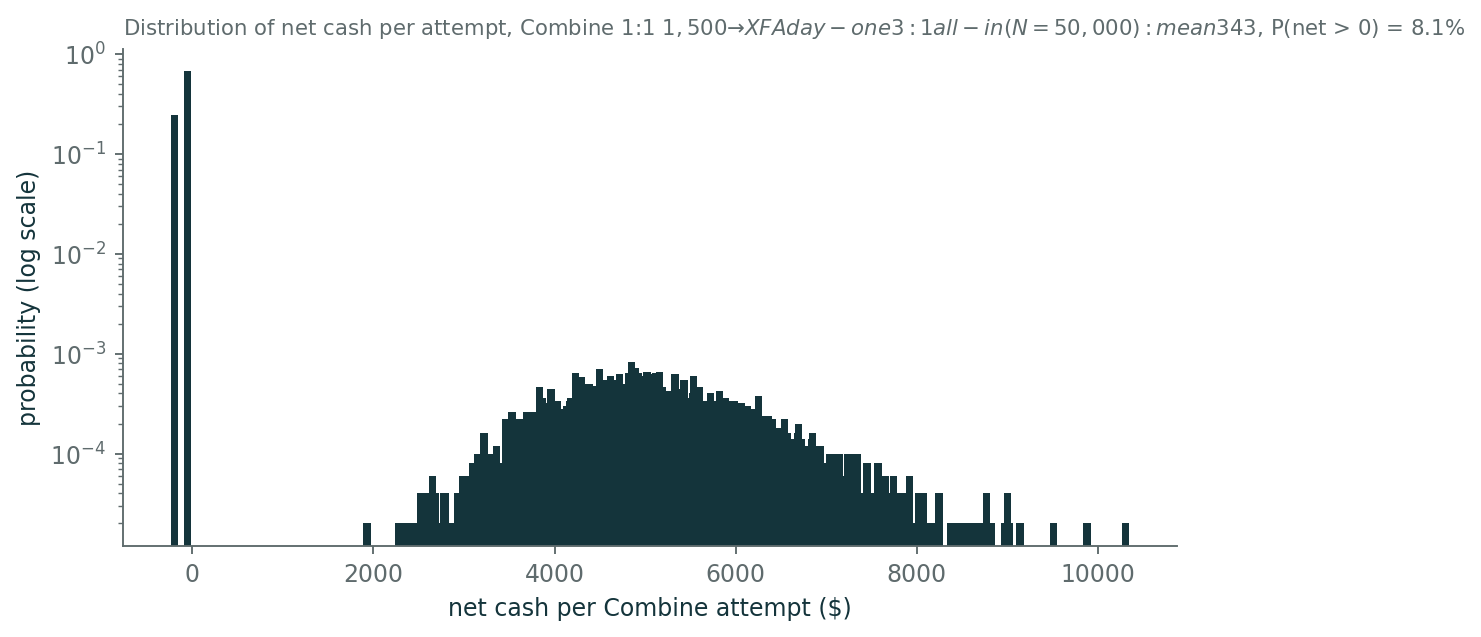 Distribution of net cash per attempt, Combine 1:1 1,500→XFAday−one3:1all−in(N=50,000):mean343, P(net > 0) = 8.1%
10⁰
10⁻¹
10⁻²
10⁻³
10⁻⁴
probability (log scale)
0 2000 4000 6000 8000 10000
net cash per Combine attempt ($)